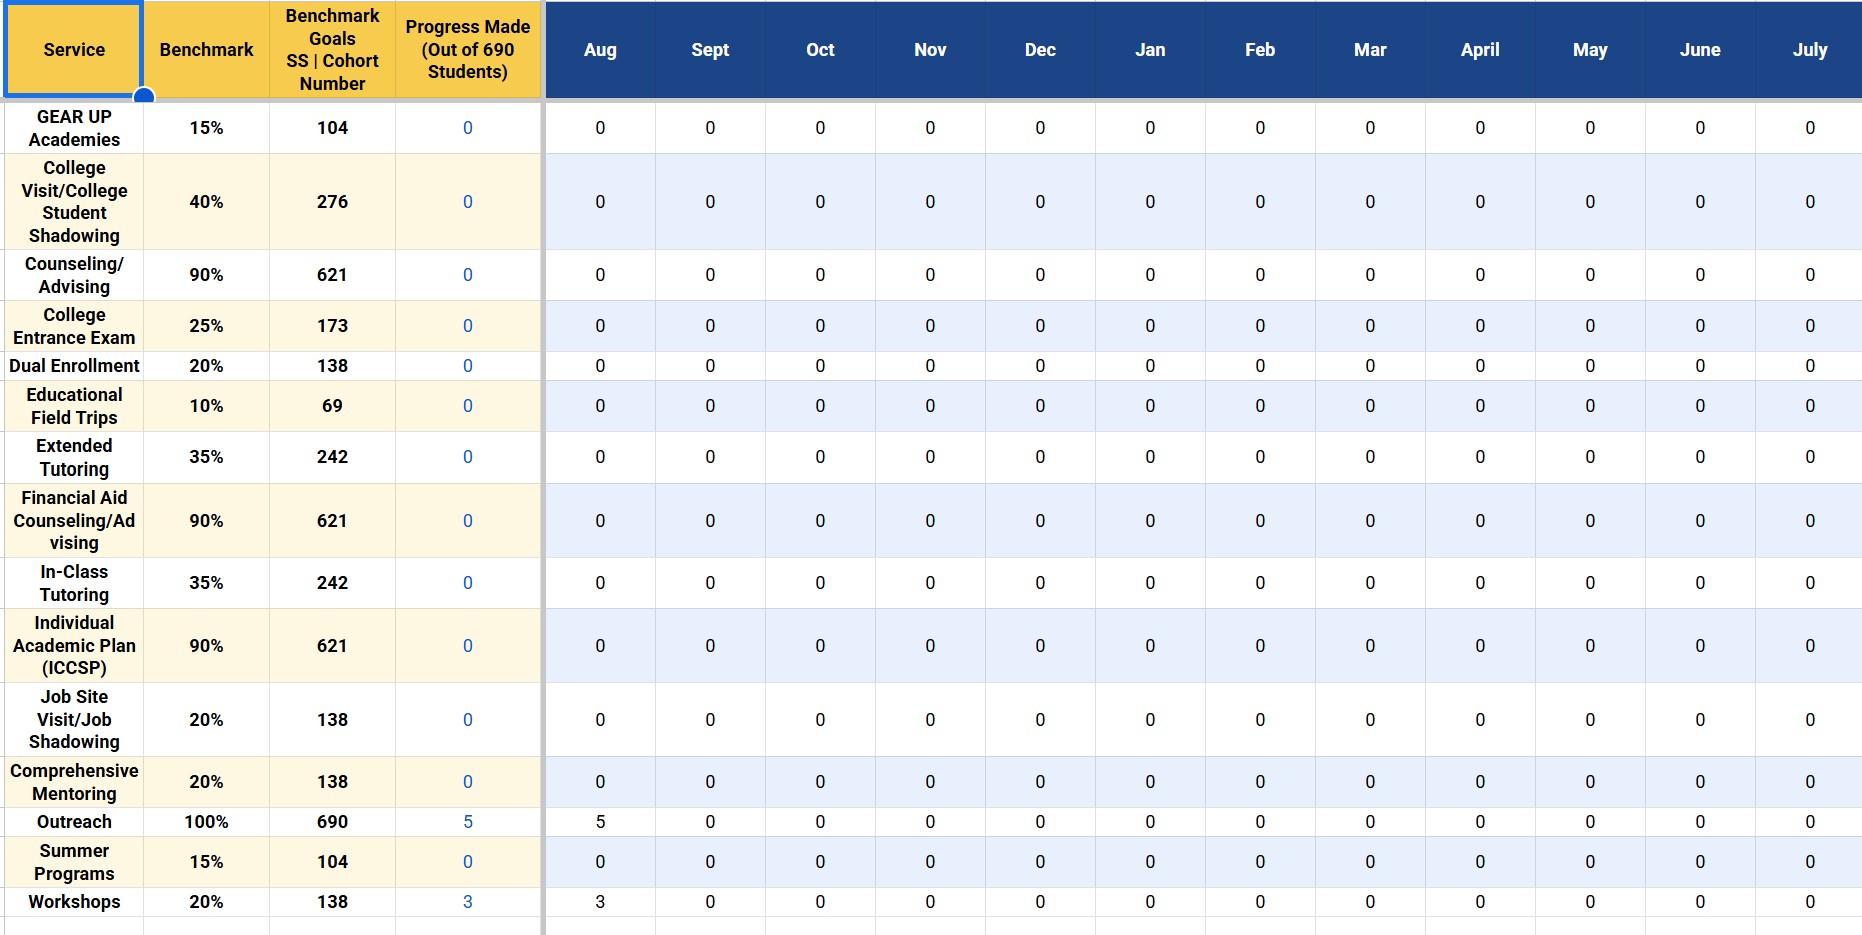 Service Benchmark Benchmark Goals SS | Cohort Number Progress Made (Out of 690 Students) Aug Sept Oct Nov Dec Jan Feb Mar April May June July
GEAR UP Academies 15% 104 0 0 0 0 0 0 0 0 0 0 0 0 0
College Visit/College Student Shadowing 40% 276 0 0 0 0 0 0 0 0 0 0 0 0 0
Counseling/ Advising 90% 621 0 0 0 0 0 0 0 0 0 0 0 0 0
College Entrance Exam 25% 173 0 0 0 0 0 0 0 0 0 0 0 0 0
Dual Enrollment 20% 138 0 0 0 0 0 0 0 0 0 0 0 0 0
Educational Field Trips 10% 69 0 0 0 0 0 0 0 0 0 0 0 0 0
Extended Tutoring 35% 242 0 0 0 0 0 0 0 0 0 0 0 0 0
Financial Aid Counseling/Advising 90% 621 0 0 0 0 0 0 0 0 0 0 0 0 0
In-Class Tutoring 35% 242 0 0 0 0 0 0 0 0 0 0 0 0 0
Individual Academic Plan (ICCSP) 90% 621 0 0 0 0 0 0 0 0 0 0 0 0 0
Job Site Visit/Job Shadowing 20% 138 0 0 0 0 0 0 0 0 0 0 0 0 0
Comprehensive Mentoring 20% 138 0 0 0 0 0 0 0 0 0 0 0 0 0
Outreach 100% 690 5 5 0 0 0 0 0 0 0 0 0 0 0
Summer Programs 15% 104 0 0 0 0 0 0 0 0 0 0 0 0 0
Workshops 20% 138 3 3 0 0 0 0 0 0 0 0 0 0 0